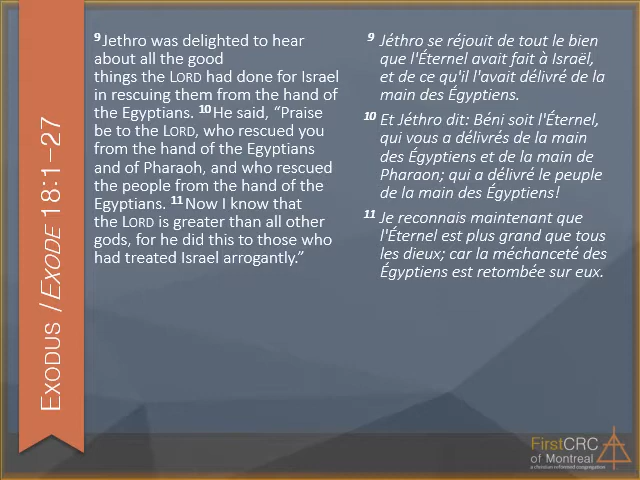 Exodus /Exode 18:1–27
⁹Jethro was delighted to hear
about all the good
things the LORD had done for Israel
in rescuing them from the hand of
the Egyptians. ¹⁰He said, “Praise
be to the LORD, who rescued you
from the hand of the Egyptians
and of Pharaoh, and who rescued
the people from the hand of the
Egyptians. ¹¹Now I know that
the LORD is greater than all other
gods, for he did this to those who
had treated Israel arrogantly.”
⁹ Jéthro se réjouit de tout le bien
que l'Éternel avait fait à Israël,
et de ce qu'il l'avait délivré de la
main des Égyptiens.
¹⁰ Et Jéthro dit: Béni soit l'Éternel,
qui vous a délivrés de la main
des Égyptiens et de la main de
Pharaon; qui a délivré le peuple
de la main des Égyptiens!
¹¹ Je reconnais maintenant que
l'Éternel est plus grand que tous
les dieux; car la méchanceté des
Égyptiens est retombée sur eux.
FirstCRC
of Montreal
a christian reformed congregation